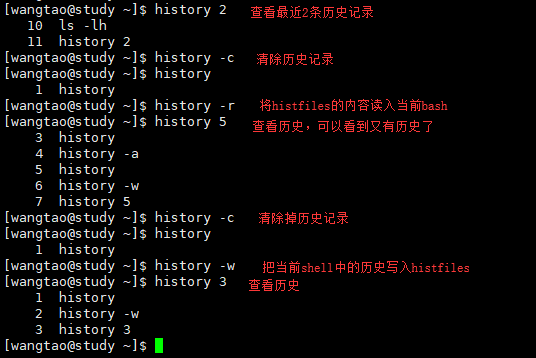 [wangtao@study ~]$ history 2 查看最近2条历史记录
10 ls -lh
11 history 2
[wangtao@study ~]$ history -c 清除历史记录
[wangtao@study ~]$ history
1 history
[wangtao@study ~]$ history -r 将histfiles的内容读入当前bash
[wangtao@study ~]$ history 5 查看历史，可以看到又有历史了
3 history
4 history -a
5 history
6 history -w
7 history 5
[wangtao@study ~]$ history -c 清除掉历史记录
[wangtao@study ~]$ history
1 history
[wangtao@study ~]$ history -w 把当前shell中的历史写入histfiles
[wangtao@study ~]$ history 3 查看历史
1 history
2 history -w
3 history 3
[wangtao@study ~]$